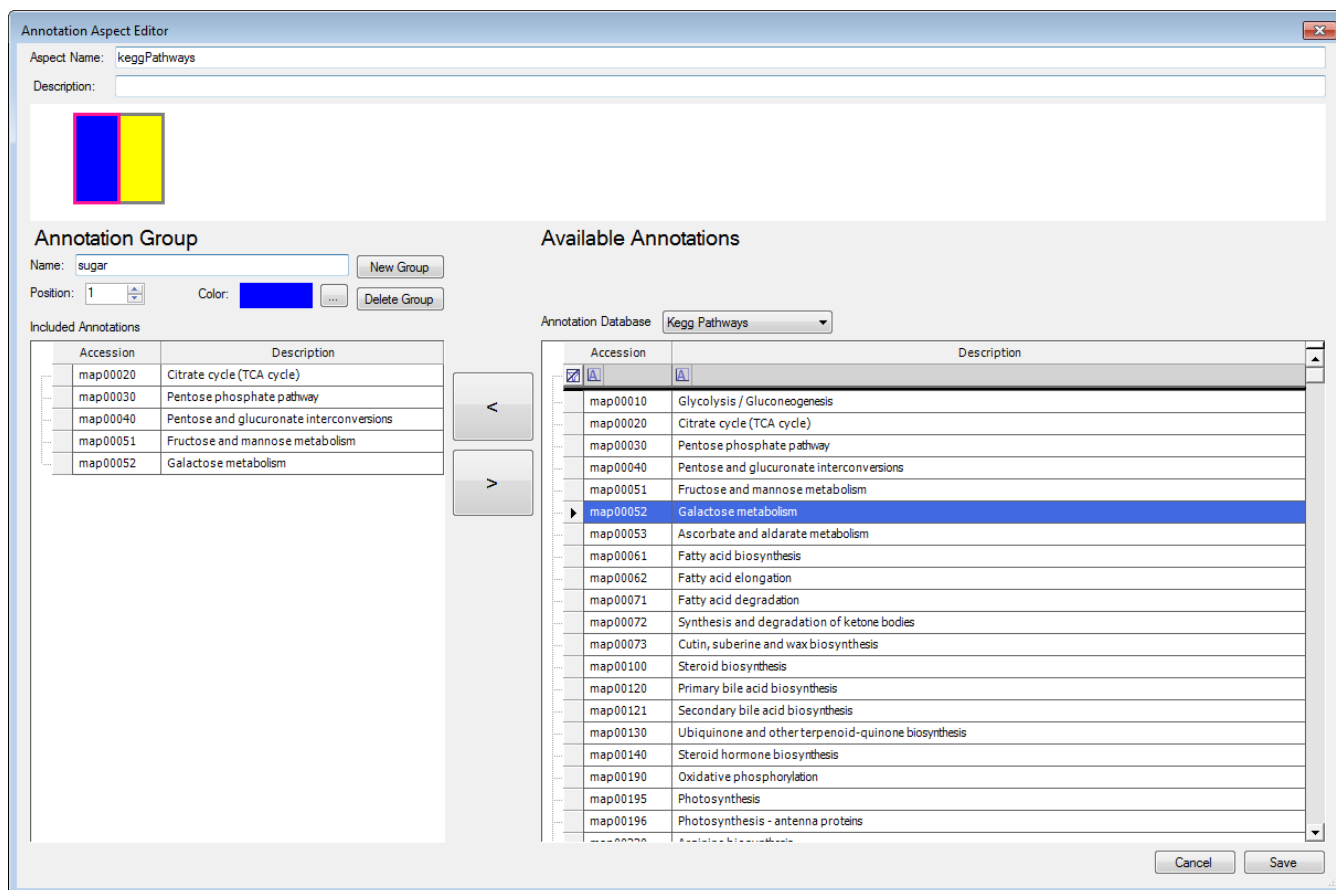 Annotation Aspect Editor
Aspect Name: keggPathways
Description:
Annotation Group
Available Annotations
Name: sugar New Group
Position: 1 Color: ... Delete Group
Annotation Database Kegg Pathways
Included Annotations
Accession Description
map00020 Citrate cycle (TCA cycle)
map00030 Pentose phosphate pathway
map00040 Pentose and glucuronate interconversions
map00051 Fructose and mannose metabolism
map00052 Galactose metabolism
<
>
Accession Description
A A
map00010 Glycolysis / Gluconeogenesis
map00020 Citrate cycle (TCA cycle)
map00030 Pentose phosphate pathway
map00040 Pentose and glucuronate interconversions
map00051 Fructose and mannose metabolism
map00052 Galactose metabolism
map00053 Ascorbate and aldarate metabolism
map00061 Fatty acid biosynthesis
map00062 Fatty acid elongation
map00071 Fatty acid degradation
map00072 Synthesis and degradation of ketone bodies
map00073 Cutin, suberine and wax biosynthesis
map00100 Steroid biosynthesis
map00120 Primary bile acid biosynthesis
map00121 Secondary bile acid biosynthesis
map00130 Ubiquinone and other terpenoid-quinone biosynthesis
map00140 Steroid hormone biosynthesis
map00190 Oxidative phosphorylation
map00195 Photosynthesis
map00196 Photosynthesis - antenna proteins
Cancel Save